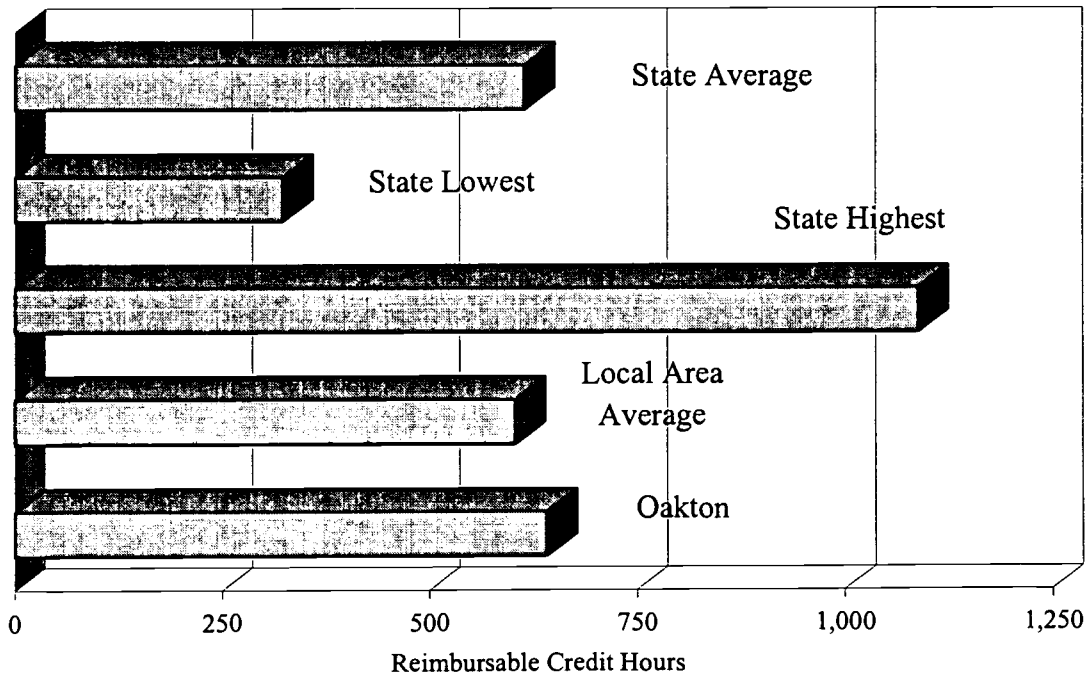 State Average
State Lowest
State Highest
Local Area
Average
Oakton
0 250 500 750 1,000 1,250
Reimbursable Credit Hours